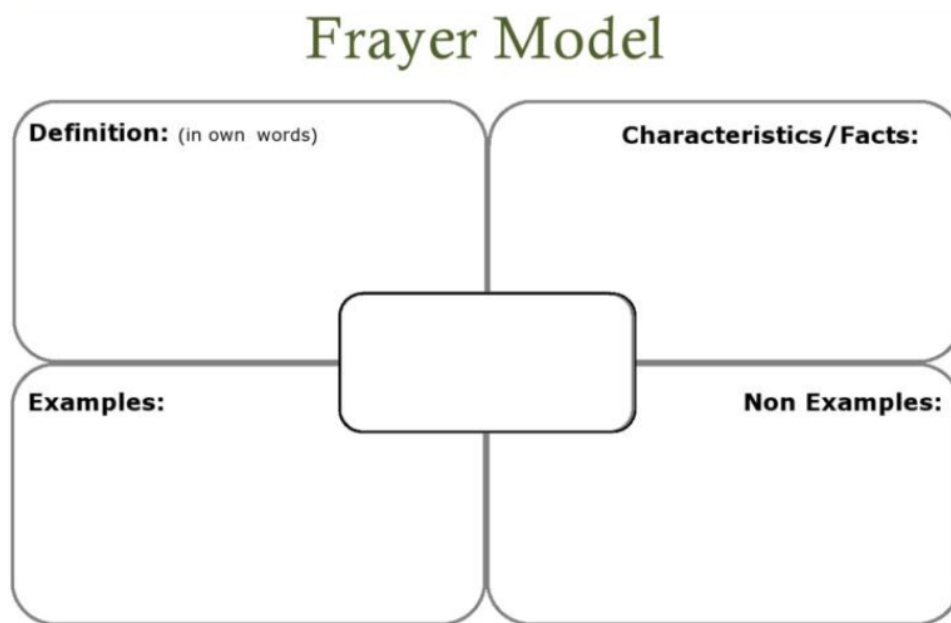 Frayer Model
Definition: (in own words)
Characteristics/Facts:
Examples:
Non Examples: